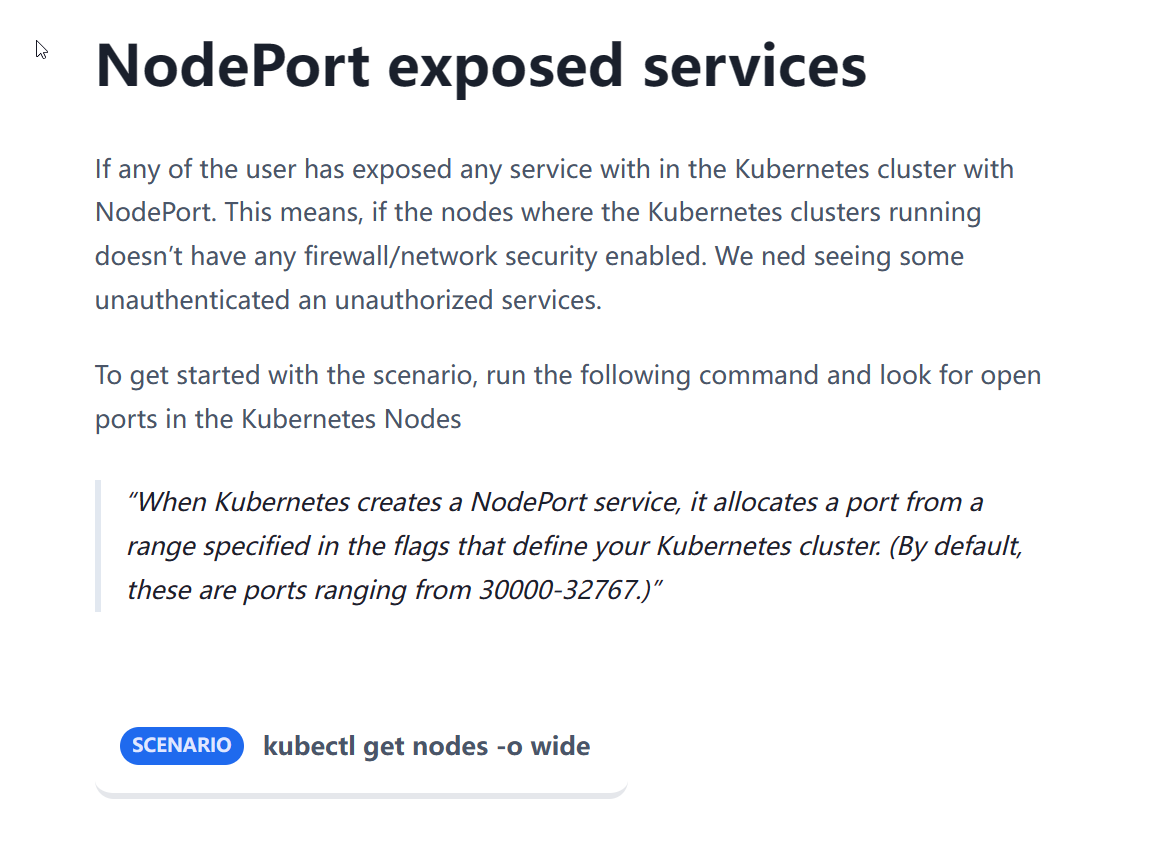 NodePort exposed services
If any of the user has exposed any service with in the Kubernetes cluster with
NodePort. This means, if the nodes where the Kubernetes clusters running
doesn’t have any firewall/network security enabled. We ned seeing some
unauthenticated an unauthorized services.
To get started with the scenario, run the following command and look for open
ports in the Kubernetes Nodes
“When Kubernetes creates a NodePort service, it allocates a port from a
range specified in the flags that define your Kubernetes cluster. (By default,
these are ports ranging from 30000-32767.)”
SCENARIO kubectl get nodes -o wide